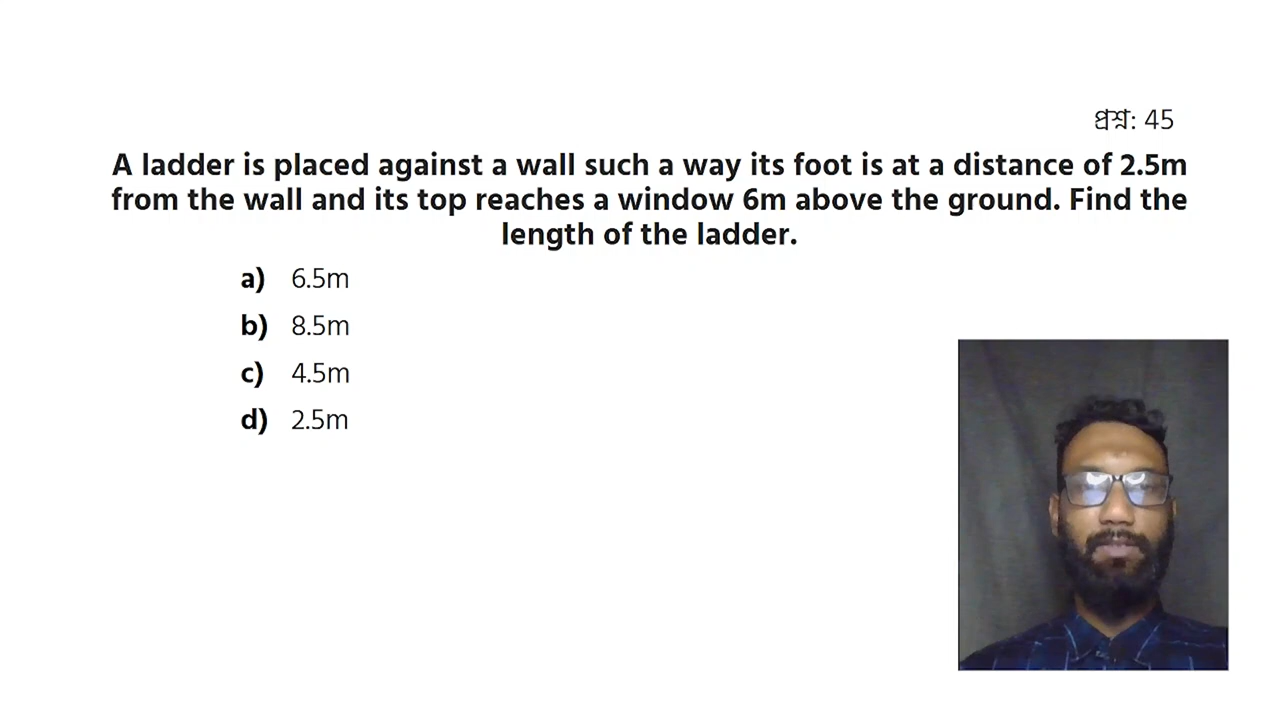 প্রশ্ন: 45
A ladder is placed against a wall such a way its foot is at a distance of 2.5m
from the wall and its top reaches a window 6m above the ground. Find the
length of the ladder.
a) 6.5m
b) 8.5m
c) 4.5m
d) 2.5m